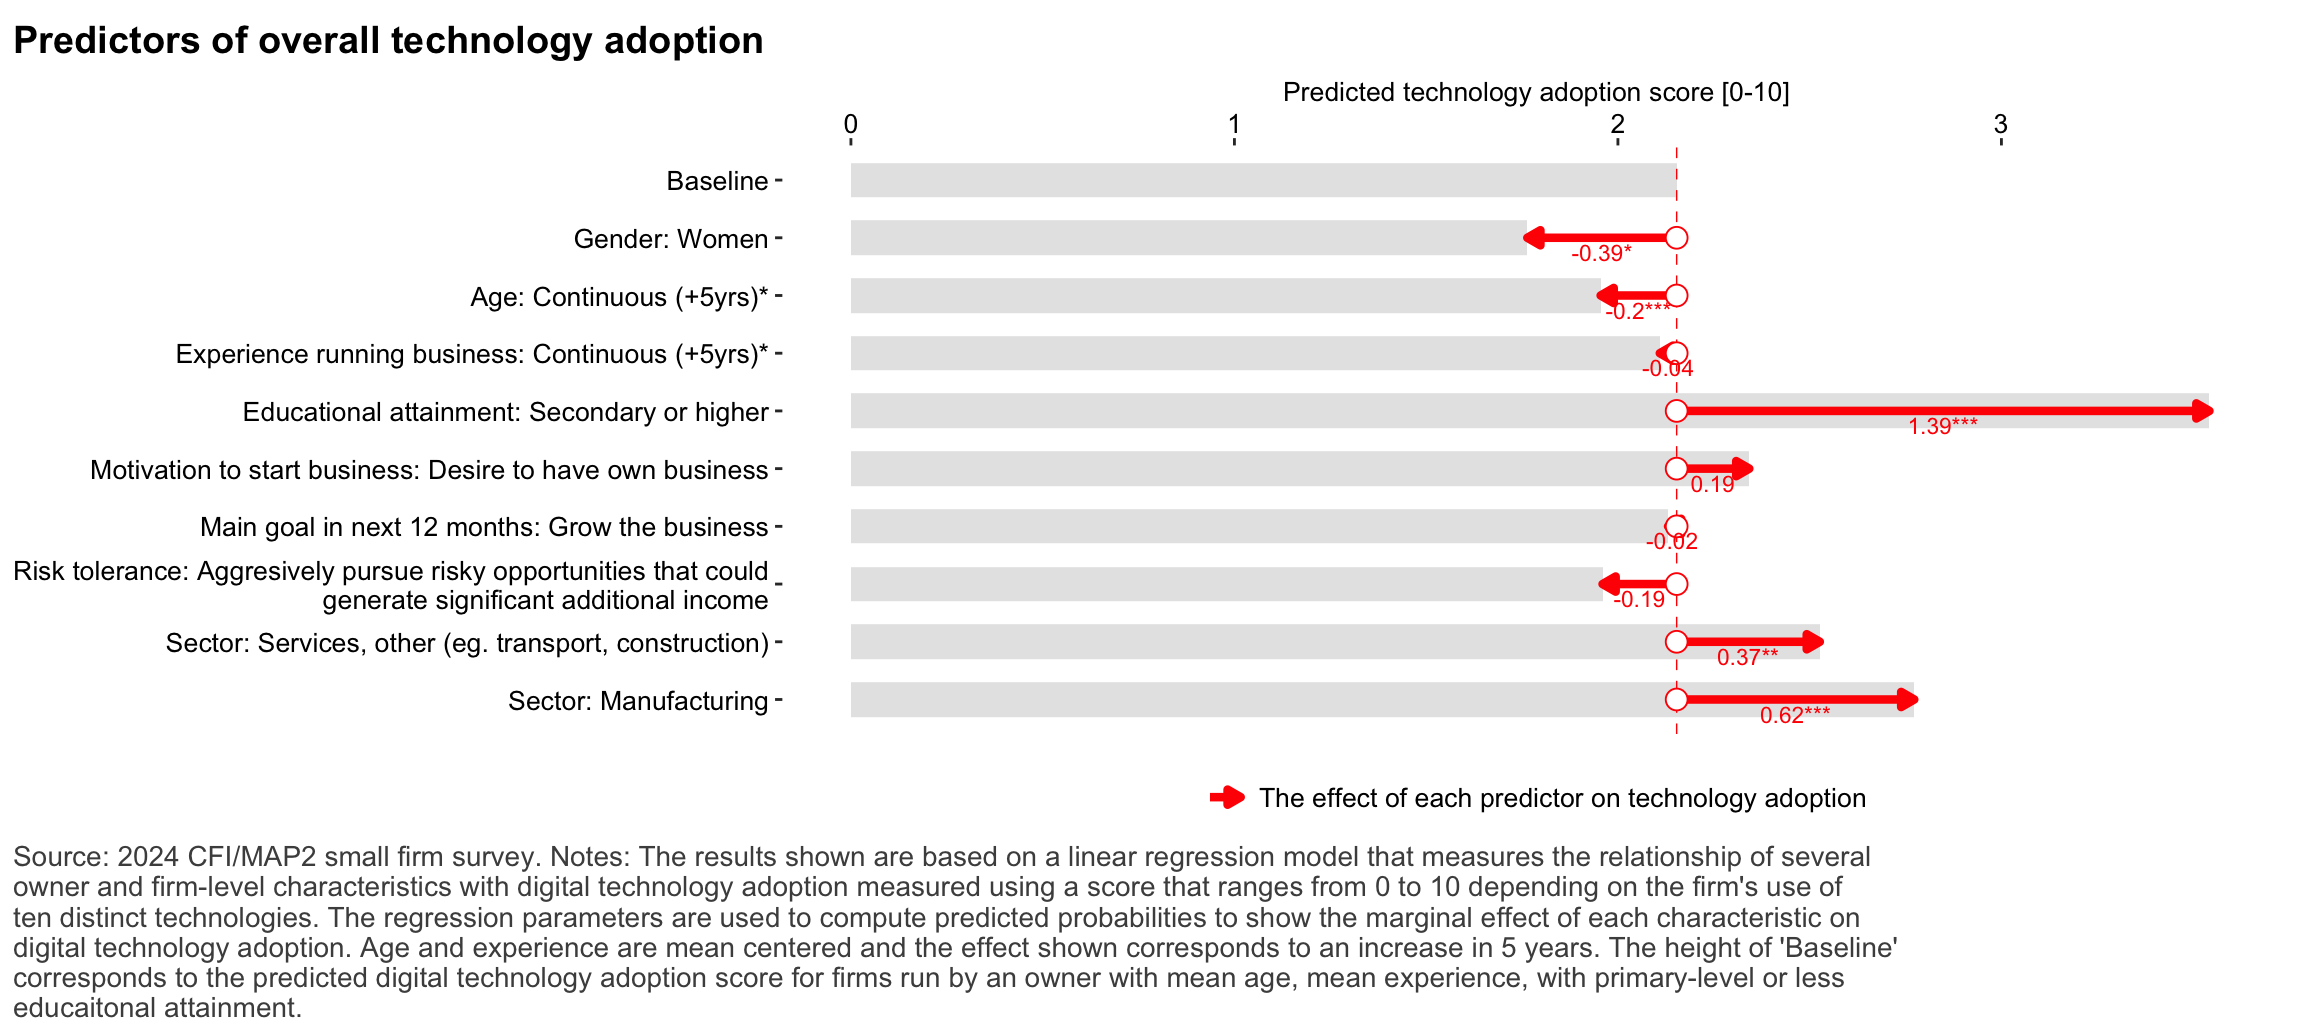 Predictors of overall technology adoption
Predicted technology adoption score [0-10]
0 1 2 3
Baseline
Gender: Women
-0.39*
Age: Continuous (+5yrs)*
-0.2***
Experience running business: Continuous (+5yrs)*
-0.04
Educational attainment: Secondary or higher
1.39***
Motivation to start business: Desire to have own business
0.19
Main goal in next 12 months: Grow the business
-0.02
Risk tolerance: Aggresively pursue risky opportunities that could
generate significant additional income
-0.19
Sector: Services, other (eg. transport, construction)
0.37**
Sector: Manufacturing
0.62***
The effect of each predictor on technology adoption
Source: 2024 CFI/MAP2 small firm survey. Notes: The results shown are based on a linear regression model that measures the relationship of several
owner and firm-level characteristics with digital technology adoption measured using a score that ranges from 0 to 10 depending on the firm's use of
ten distinct technologies. The regression parameters are used to compute predicted probabilities to show the marginal effect of each characteristic on
digital technology adoption. Age and experience are mean centered and the effect shown corresponds to an increase in 5 years. The height of 'Baseline'
corresponds to the predicted digital technology adoption score for firms run by an owner with mean age, mean experience, with primary-level or less
educaitonal attainment.